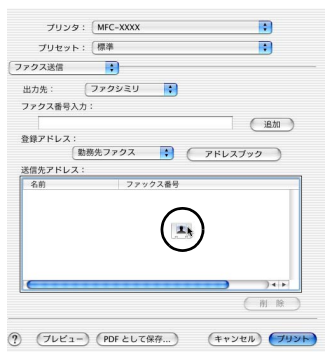 プリンタ： MFC-XXXX
プリセット： 標準
ファクス送信
出力先： ファクシミリ
ファクス番号入力：
追加
登録アドレス：
勤務先ファクス アドレスブック
送信先アドレス：
名前 ファックス番号
削除
? プレビュー PDF として保存... キャンセル プリント